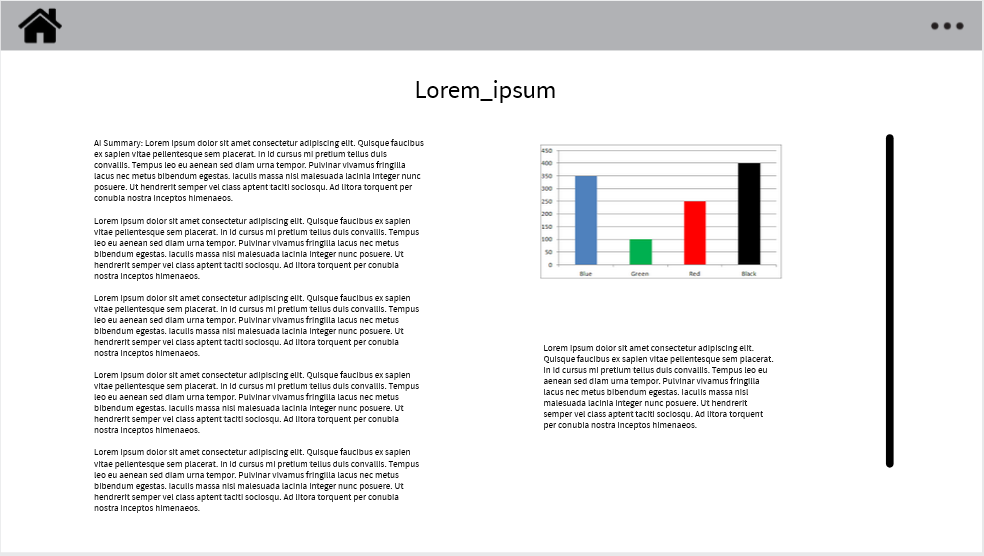 Lorem_ipsum
AI Summary: Lorem ipsum dolor sit amet consectetur adipiscing elit. Quisque faucibus
ex sapien vitae pellentesque sem placerat. In id cursus mi pretium tellus duis
convallis. Tempus leo eu aenean sed diam urna tempor. Pulvinar vivamus fringilla
lacus nec metus bibendum egestas. Iaculis massa nisl malesuada lacinia integer nunc
posuere. Ut hendrerit semper vel class aptent taciti sociosqu. Ad litora torquent per
conubia nostra inceptos himenaeos.
Lorem ipsum dolor sit amet consectetur adipiscing elit. Quisque faucibus ex sapien
vitae pellentesque sem placerat. In id cursus mi pretium tellus duis convallis. Tempus
leo eu aenean sed diam urna tempor. Pulvinar vivamus fringilla lacus nec metus
bibendum egestas. Iaculis massa nisl malesuada lacinia integer nunc posuere. Ut
hendrerit semper vel class aptent taciti sociosqu. Ad litora torquent per conubia
nostra inceptos himenaeos.
Lorem ipsum dolor sit amet consectetur adipiscing elit. Quisque faucibus ex sapien
vitae pellentesque sem placerat. In id cursus mi pretium tellus duis convallis. Tempus
leo eu aenean sed diam urna tempor. Pulvinar vivamus fringilla lacus nec metus
bibendum egestas. Iaculis massa nisl malesuada lacinia integer nunc posuere. Ut
hendrerit semper vel class aptent taciti sociosqu. Ad litora torquent per conubia
nostra inceptos himenaeos.
Lorem ipsum dolor sit amet consectetur adipiscing elit. Quisque faucibus ex sapien
vitae pellentesque sem placerat. In id cursus mi pretium tellus duis convallis. Tempus
leo eu aenean sed diam urna tempor. Pulvinar vivamus fringilla lacus nec metus
bibendum egestas. Iaculis massa nisl malesuada lacinia integer nunc posuere. Ut
hendrerit semper vel class aptent taciti sociosqu. Ad litora torquent per conubia
nostra inceptos himenaeos.
Lorem ipsum dolor sit amet consectetur adipiscing elit. Quisque faucibus ex sapien
vitae pellentesque sem placerat. In id cursus mi pretium tellus duis convallis. Tempus
leo eu aenean sed diam urna tempor. Pulvinar vivamus fringilla lacus nec metus
bibendum egestas. Iaculis massa nisl malesuada lacinia integer nunc posuere. Ut
hendrerit semper vel class aptent taciti sociosqu. Ad litora torquent per conubia
nostra inceptos himenaeos.
450
400
350
300
250
200
150
100
50
0
Blue Green Red Black
Lorem ipsum dolor sit amet consectetur adipiscing elit.
Quisque faucibus ex sapien vitae pellentesque sem placerat.
In id cursus mi pretium tellus duis convallis. Tempus leo eu
aenean sed diam urna tempor. Pulvinar vivamus fringilla
lacus nec metus bibendum egestas. Iaculis massa nisl
malesuada lacinia integer nunc posuere. Ut hendrerit
semper vel class aptent taciti sociosqu. Ad litora torquent
per conubia nostra inceptos himenaeos.